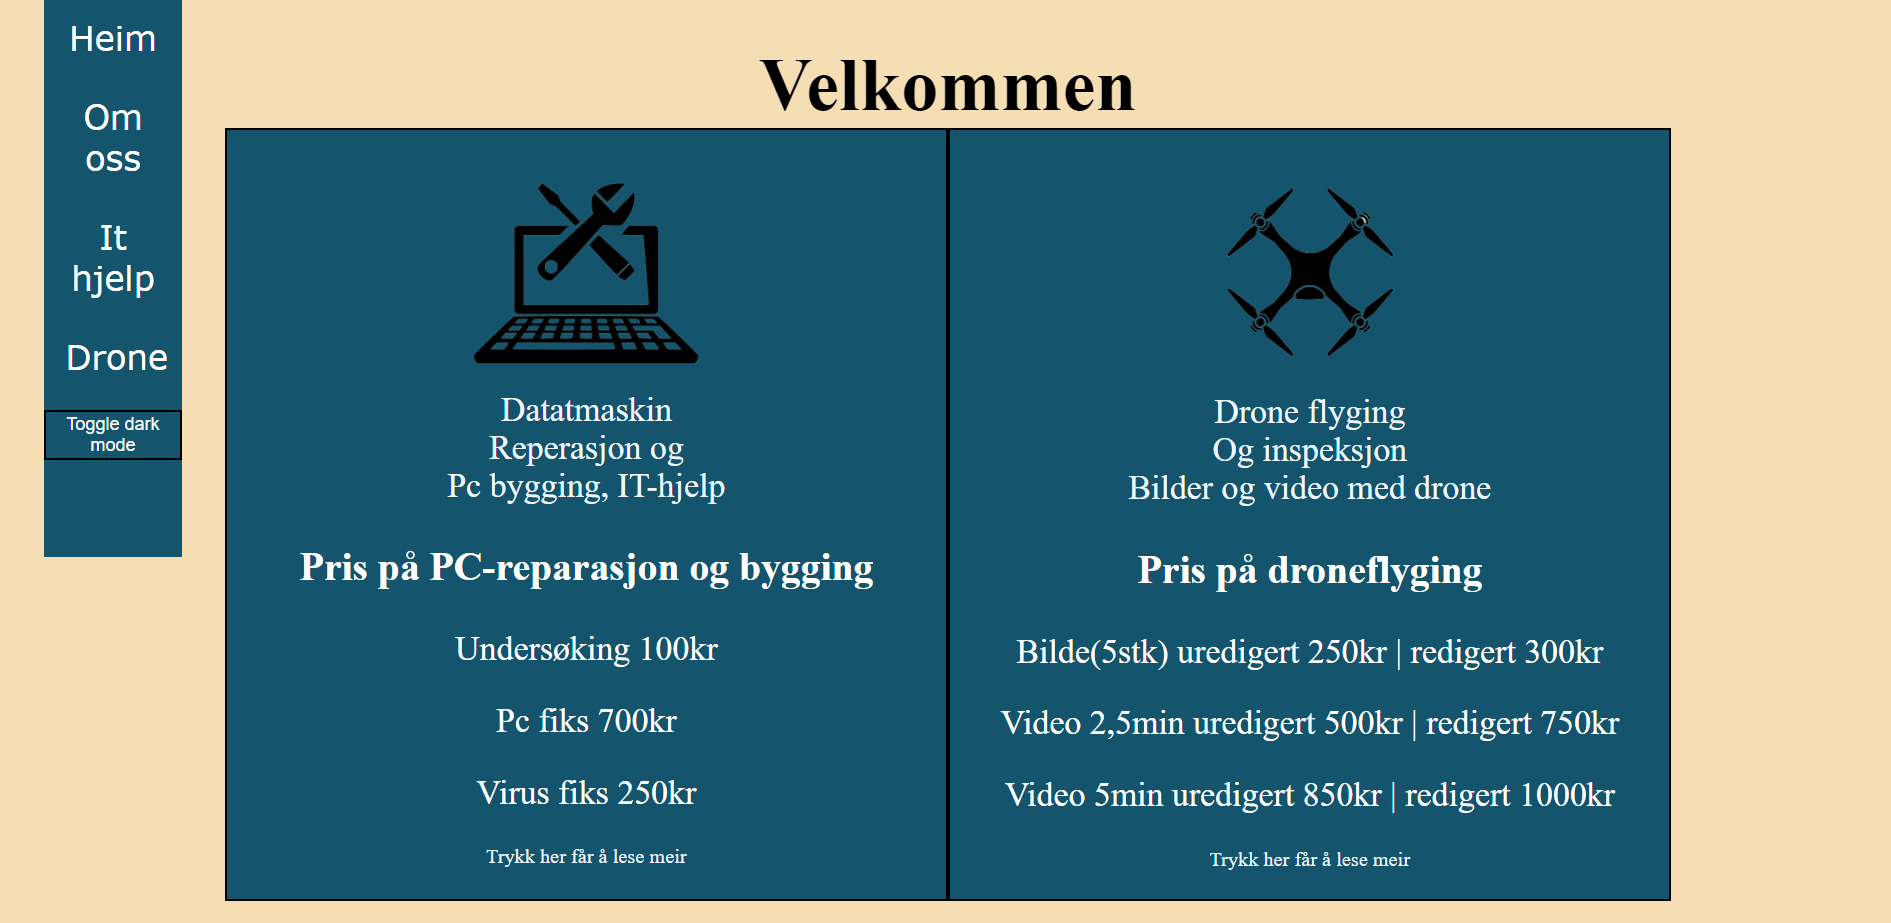 Heim
Om
oss
It
hjelp
Drone
Toggle dark
mode
Velkommen
Datatmaskin
Reperasjon og
Pc bygging, IT-hjelp
Pris på PC-reparasjon og bygging
Undersøking 100kr
Pc fiks 700kr
Virus fiks 250kr
Trykk her får å lese meir
Drone flyging
Og inspeksjon
Bilder og video med drone
Pris på droneflyging
Bilde(5stk) uredigert 250kr | redigert 300kr
Video 2,5min uredigert 500kr | redigert 750kr
Video 5min uredigert 850kr | redigert 1000kr
Trykk her får å lese meir